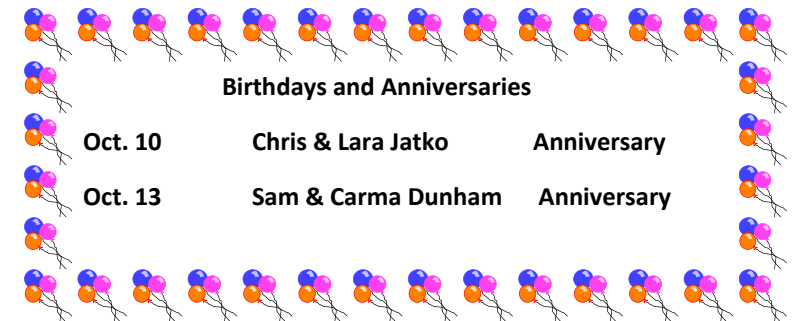 Birthdays and Anniversaries
Oct. 10 Chris & Lara Jatko Anniversary
Oct. 13 Sam & Carma Dunham Anniversary